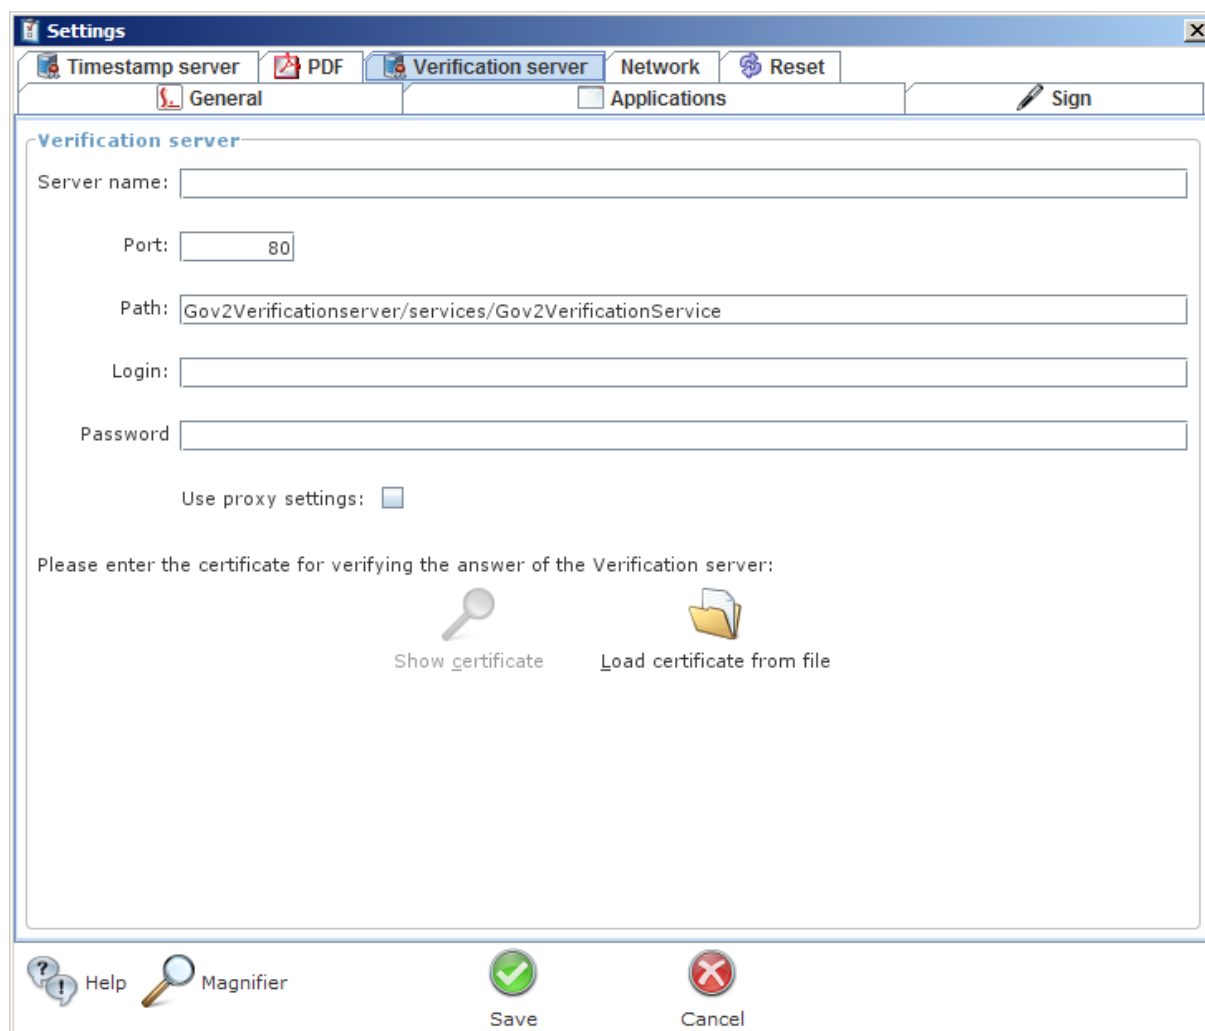 Settings
Timestamp server PDF Verification server Network Reset
General Applications Sign
Verification server
Server name:
Port: 80
Path: Gov2Verificationserver/services/Gov2VerificationService
Login:
Password
Use proxy settings:
Please enter the certificate for verifying the answer of the Verification server:
Show certificate Load certificate from file
Help Magnifier
Save Cancel